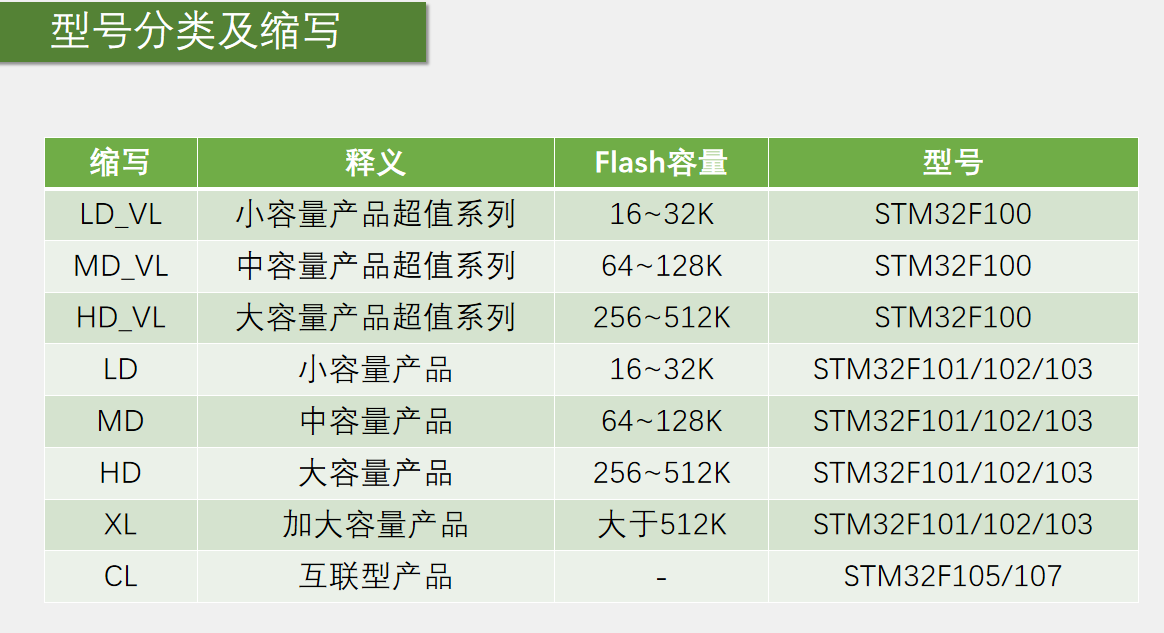 型号分类及缩写
缩写 释义 Flash容量 型号
LD_VL 小容量产品超值系列 16~32K STM32F100
MD_VL 中容量产品超值系列 64~128K STM32F100
HD_VL 大容量产品超值系列 256~512K STM32F100
LD 小容量产品 16~32K STM32F101/102/103
MD 中容量产品 64~128K STM32F101/102/103
HD 大容量产品 256~512K STM32F101/102/103
XL 加大容量产品 大于512K STM32F101/102/103
CL 互联型产品 - STM32F105/107